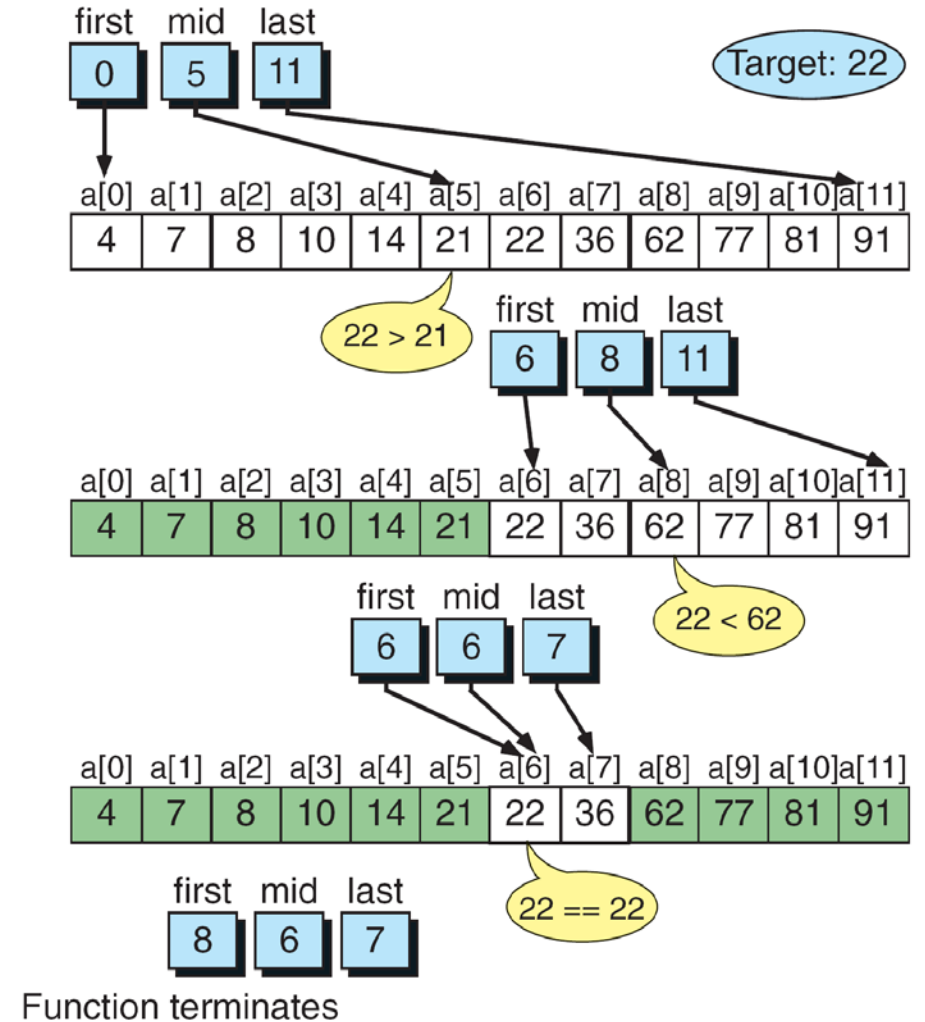 first mid last
0 5 11
Target: 22
a[0] a[1] a[2] a[3] a[4] a[5] a[6] a[7] a[8] a[9] a[10] a[11]
4 7 8 10 14 21 22 36 62 77 81 91
22 > 21
first mid last
6 8 11
a[0] a[1] a[2] a[3] a[4] a[5] a[6] a[7] a[8] a[9] a[10] a[11]
4 7 8 10 14 21 22 36 62 77 81 91
22 < 62
first mid last
6 6 7
a[0] a[1] a[2] a[3] a[4] a[5] a[6] a[7] a[8] a[9] a[10] a[11]
4 7 8 10 14 21 22 36 62 77 81 91
22 == 22
first mid last
8 6 7
Function terminates